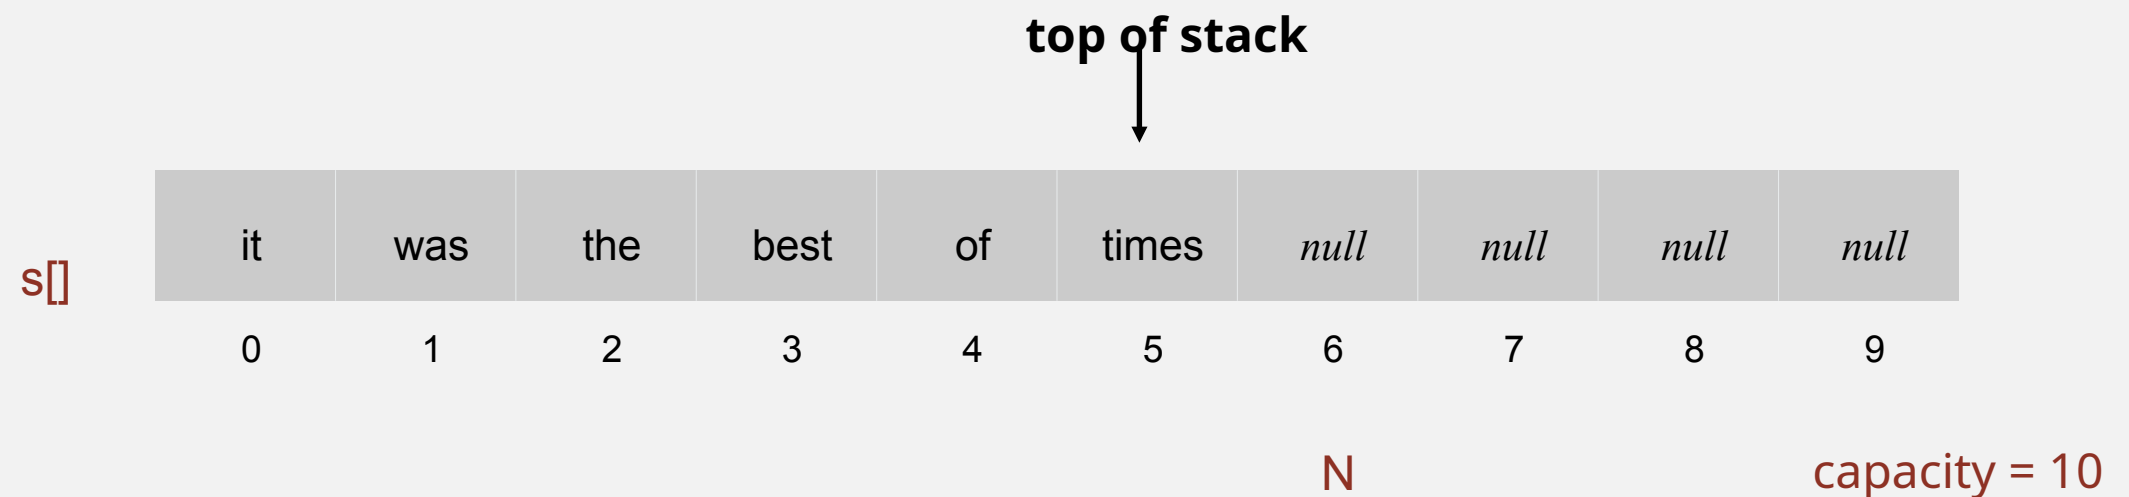 top of stack
it was the best of times null null null null
s[]
0 1 2 3 4 5 6 7 8 9
N capacity = 10